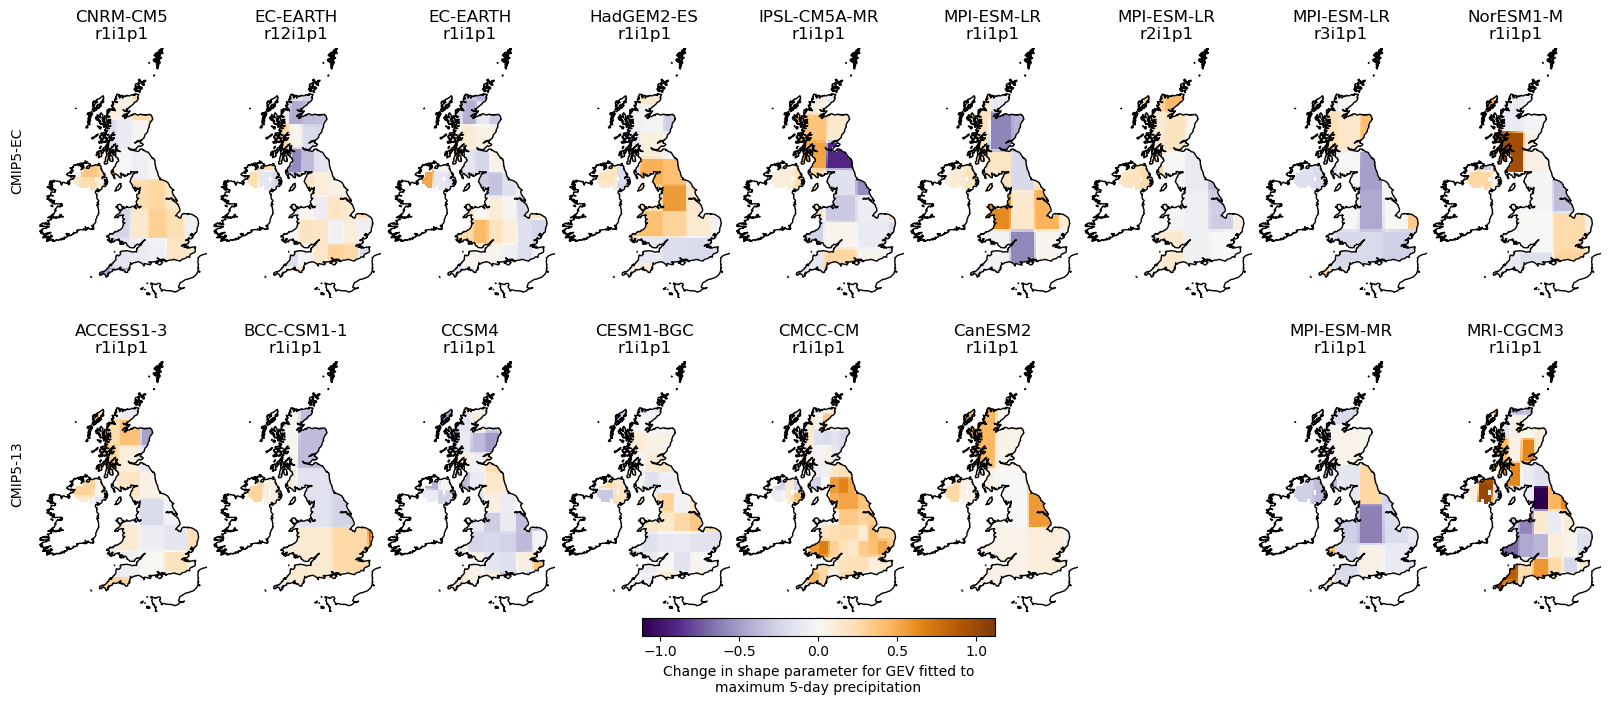 CNRM-CM5 EC-EARTH EC-EARTH HadGEM2-ES IPSL-CM5A-MR MPI-ESM-LR MPI-ESM-LR MPI-ESM-LR NorESM1-M
r1i1p1 r12i1p1 r1i1p1 r1i1p1 r1i1p1 r1i1p1 r2i1p1 r3i1p1 r1i1p1
CMIP5-EC
ACCESS1-3 BCC-CSM1-1 CCSM4 CESM1-BGC CMCC-CM CanESM2 MPI-ESM-MR MRI-CGCM3
r1i1p1 r1i1p1 r1i1p1 r1i1p1 r1i1p1 r1i1p1 r1i1p1 r1i1p1
CMIP5-13
−1.0 −0.5 0.0 0.5 1.0
Change in shape parameter for GEV fitted to
maximum 5-day precipitation